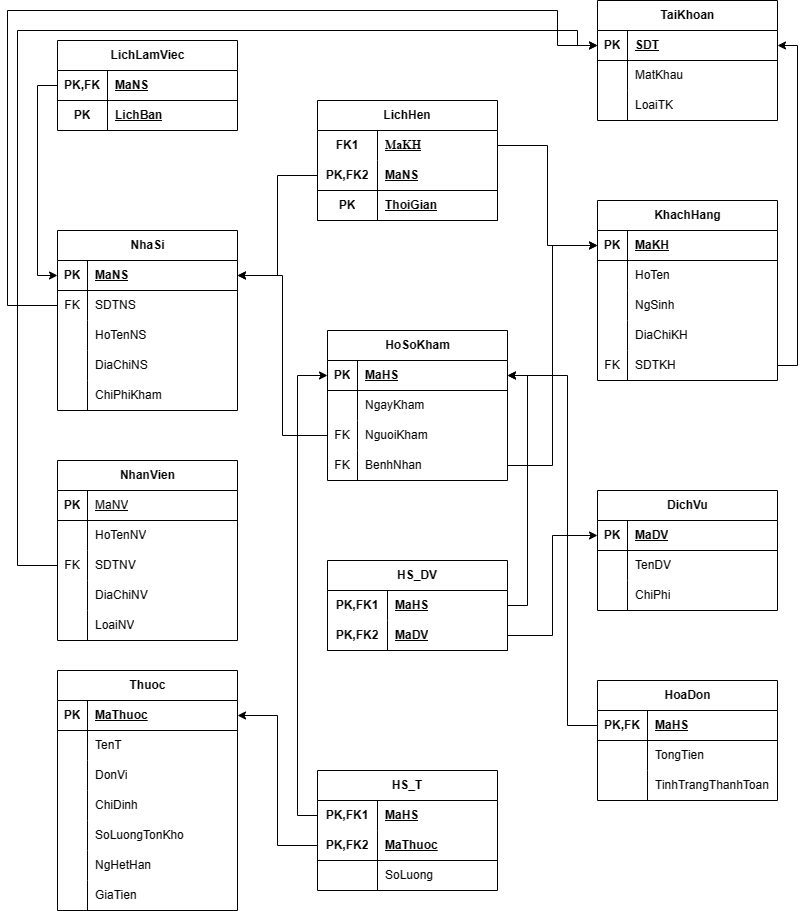 TaiKhoan
PK SDT
MatKhau
LoaiTK
LichLamViec
PK,FK MaNS
PK LichBan
LichHen
FK1 MaKH
PK,FK2 MaNS
PK ThoiGian
KhachHang
PK MaKH
HoTen
NgSinh
DiaChiKH
FK SDTKH
NhaSi
PK MaNS
FK SDTNS
HoTenNS
DiaChiNS
ChiPhiKham
HoSoKham
PK MaHS
NgayKham
FK NguoiKham
FK BenhNhan
NhanVien
PK MaNV
HoTenNV
FK SDTNV
DiaChiNV
LoaiNV
DichVu
PK MaDV
TenDV
ChiPhi
HS_DV
PK,FK1 MaHS
PK,FK2 MaDV
Thuoc
PK MaThuoc
TenT
DonVi
ChiDinh
SoLuongTonKho
NgHetHan
GiaTien
HoaDon
PK,FK MaHS
TongTien
TinhTrangThanhToan
HS_T
PK,FK1 MaHS
PK,FK2 MaThuoc
SoLuong